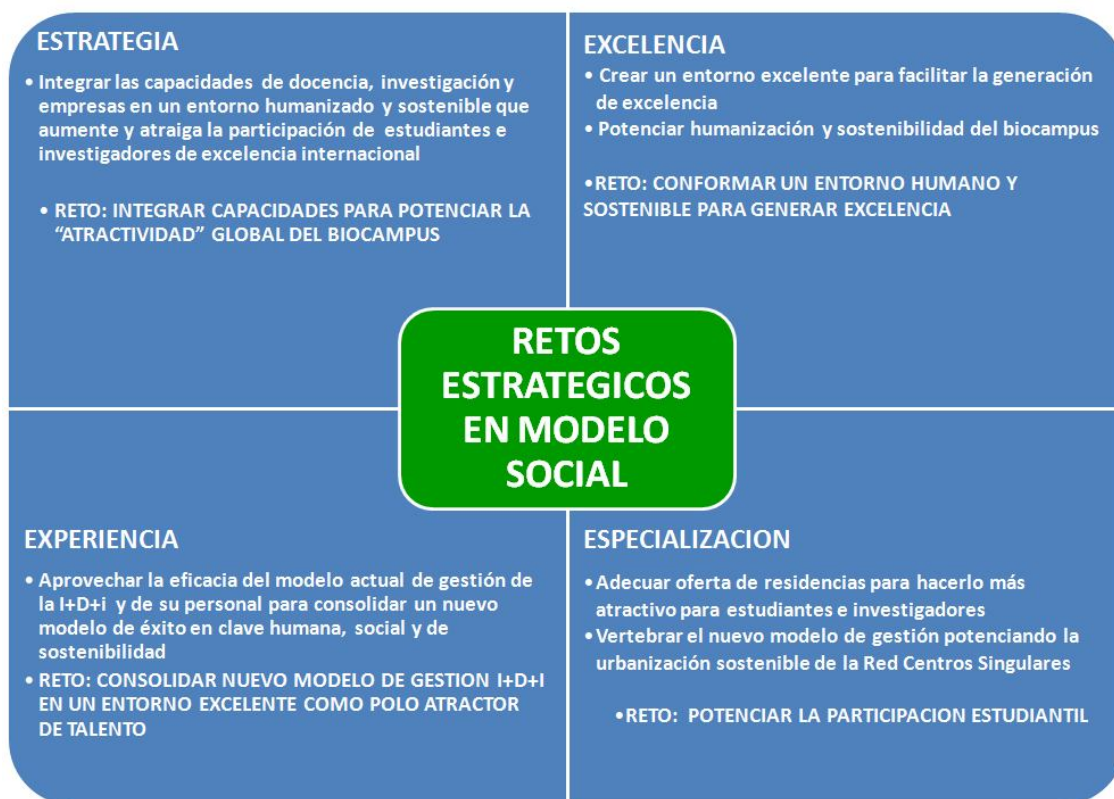 ESTRATEGIA
• Integrar las capacidades de docencia, investigación y
empresas en un entorno humanizado y sostenible que
aumente y atraiga la participación de estudiantes e
investigadores de excelencia internacional
• RETO: INTEGRAR CAPACIDADES PARA POTENCIAR LA
“ATRACTIVIDAD” GLOBAL DEL BIOCAMPUS
EXCELENCIA
• Crear un entorno excelente para facilitar la generación
de excelencia
• Potenciar humanización y sostenibilidad del biocampus
•RETO: CONFORMAR UN ENTORNO HUMANO Y
SOSTENIBLE PARA GENERAR EXCELENCIA
RETOS
ESTRATEGICOS
EN MODELO
SOCIAL
EXPERIENCIA
• Aprovechar la eficacia del modelo actual de gestión de
la I+D+i y de su personal para consolidar un nuevo
modelo de éxito en clave humana, social y de
sostenibilidad
• RETO: CONSOLIDAR NUEVO MODELO DE GESTION I+D+I
EN UN ENTORNO EXCELENTE COMO POLO ATRACTOR
DE TALENTO
ESPECIALIZACION
• Adecuar oferta de residencias para hacerlo más
atractivo para estudiantes e investigadores
• Vertebrar el nuevo modelo de gestión potenciando la
urbanización sostenible de la Red Centros Singulares
•RETO: POTENCIAR LA PARTICIPACION ESTUDIANTIL